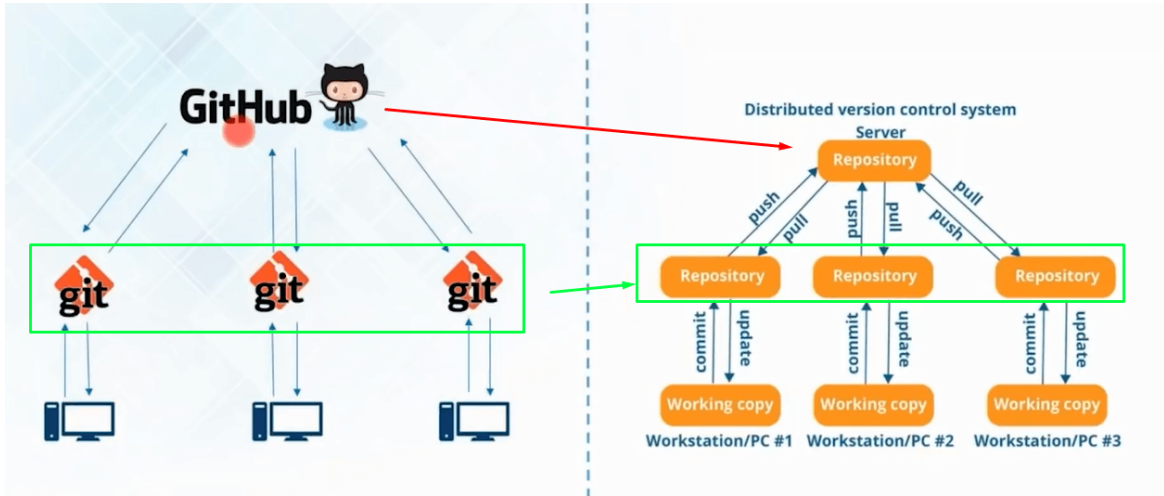 GitHub
git
git
git
Distributed version control system
Server
Repository
push
pull
push
pull
push
pull
Repository
Repository
Repository
commit
update
commit
update
commit
update
Working copy
Working copy
Working copy
Workstation/PC #1
Workstation/PC #2
Workstation/PC #3